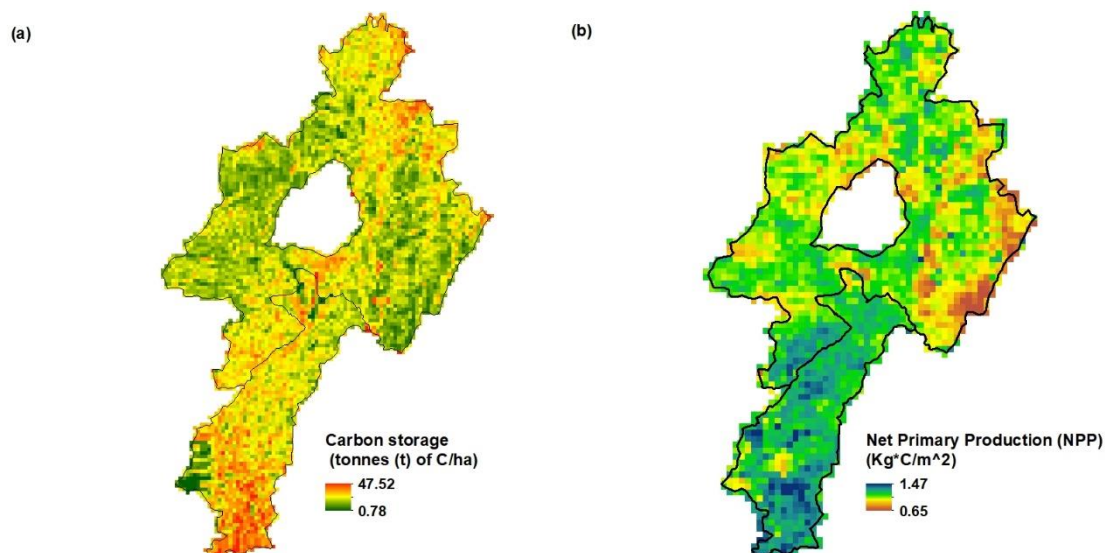 (a)
Carbon storage
(tonnes (t) of C/ha)
47.52
0.78
(b)
Net Primary Production (NPP)
(Kg*C/m^2)
1.47
0.65